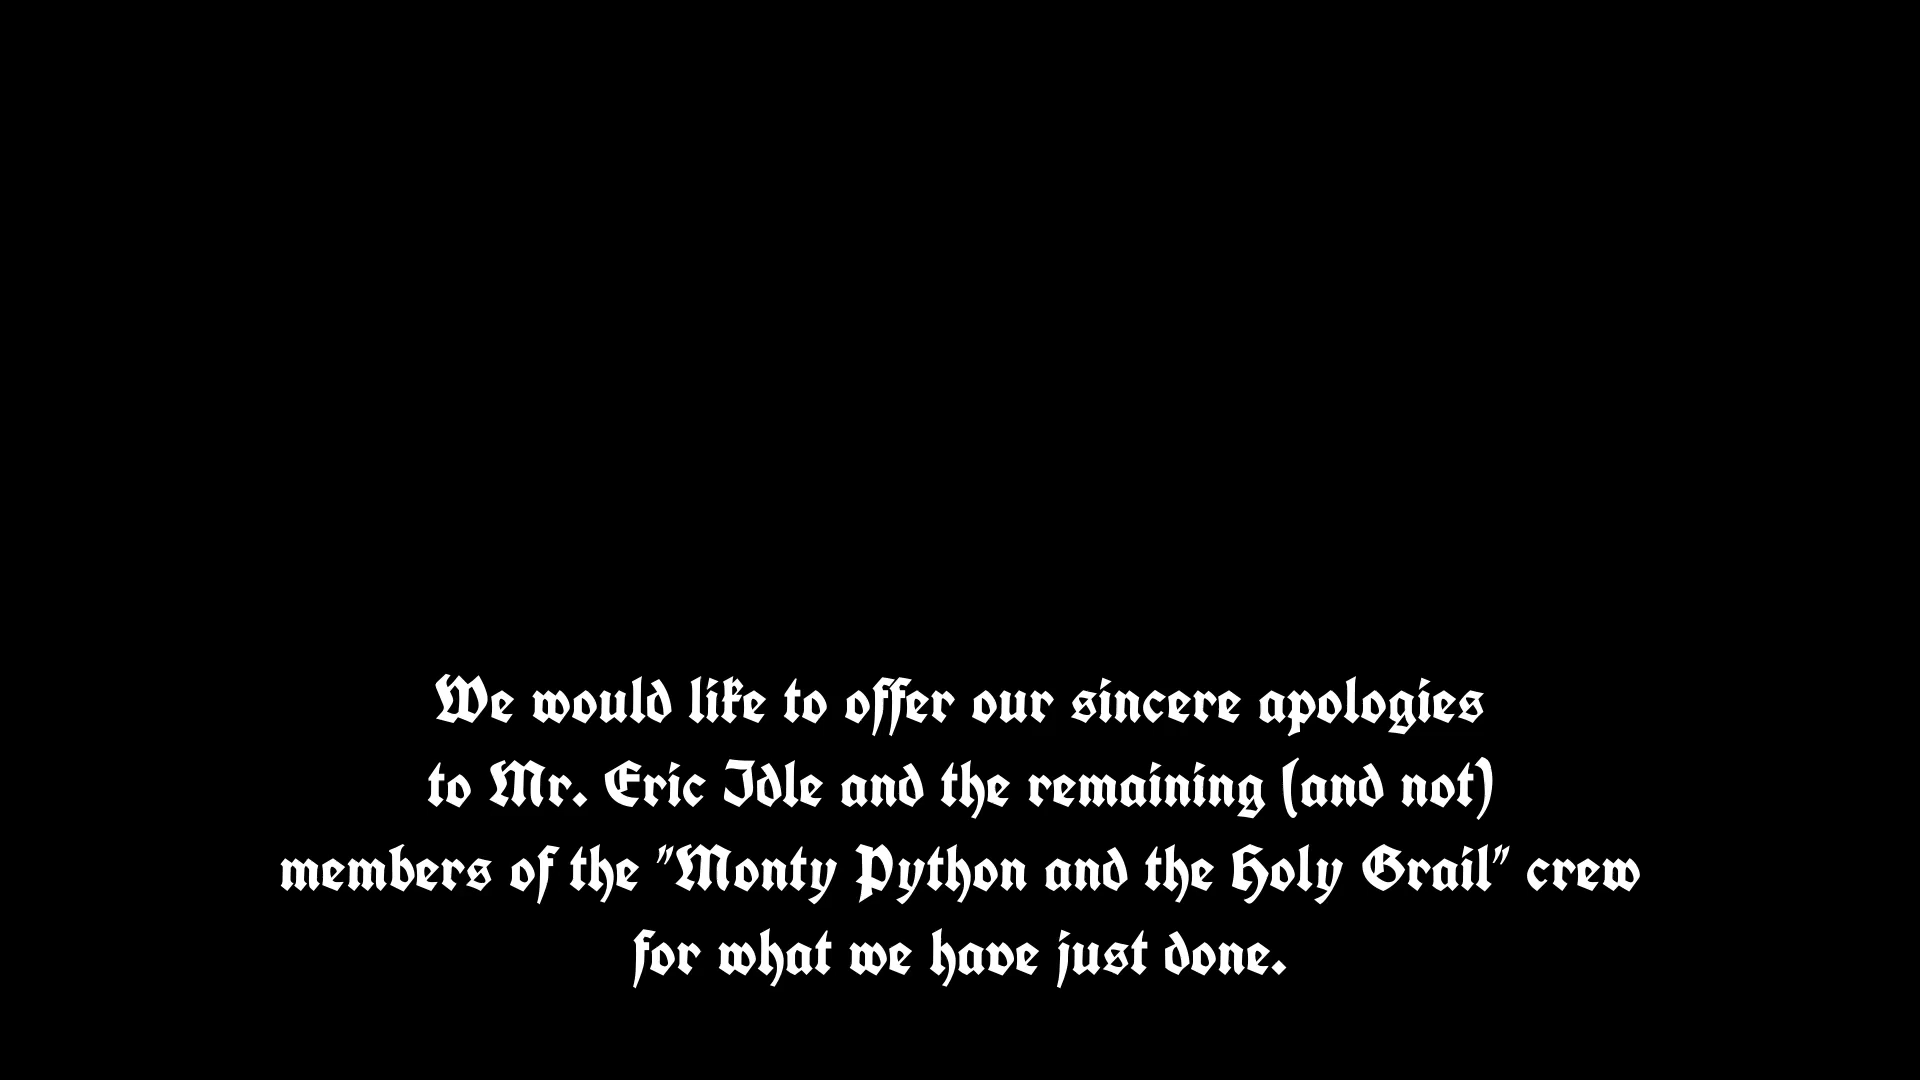 We would like to offer our sincere apologies
to Mr. Eric Idle and the remaining (and not)
members of the "Monty Python and the Holy Grail" crew
for what we have just done.